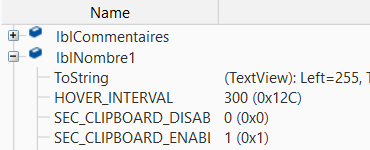 Name
lblCommentaires
lblNombre1
ToString (TextView): Left=255, T
HOVER_INTERVAL 300 (0x12C)
SEC_CLIPBOARD_DISAB 0 (0x0)
SEC_CLIPBOARD_ENABI 1 (0x1)